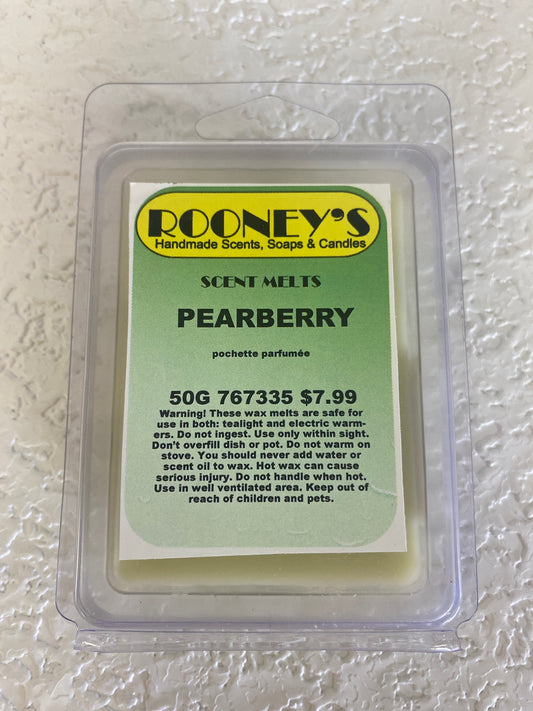 ROONEY'S
Handmade Scents, Soaps & Candles
SCENT MELTS
PEARBERRY
pochette parfumée
50G 767335 $7.99
Warning! These wax melts are safe for
use in both: tealight and electric warm-
ers. Do not ingest. Use only within sight.
Don't overfill dish or pot. Do not warm on
stove. You should never add water or
scent oil to wax. Hot wax can cause
serious injury. Do not handle when hot.
Use in well ventilated area. Keep out of
reach of children and pets.